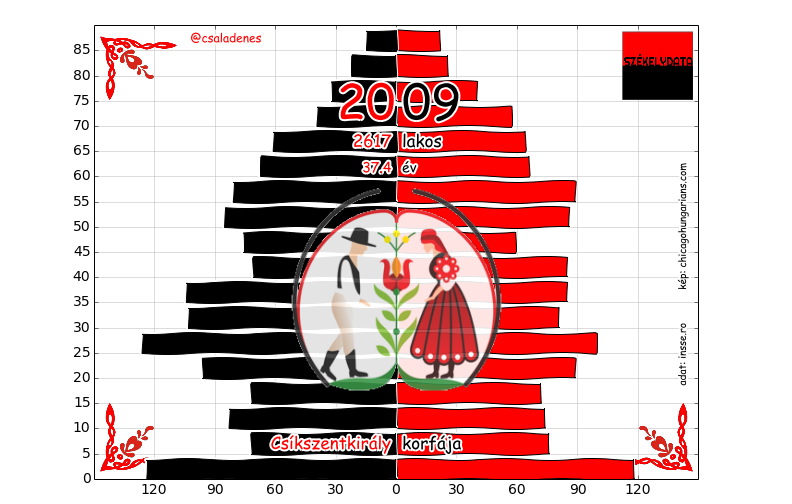 @csaladenes
SZÉKELYDATA
2009
2617 lakos
37.4 év
kép: chicagohungarians.com
adat: insse.ro
Csíkszentkirály korfája
85
80
75
70
65
60
55
50
45
40
35
30
25
20
15
10
5
0
120 90 60 30 0 30 60 90 120